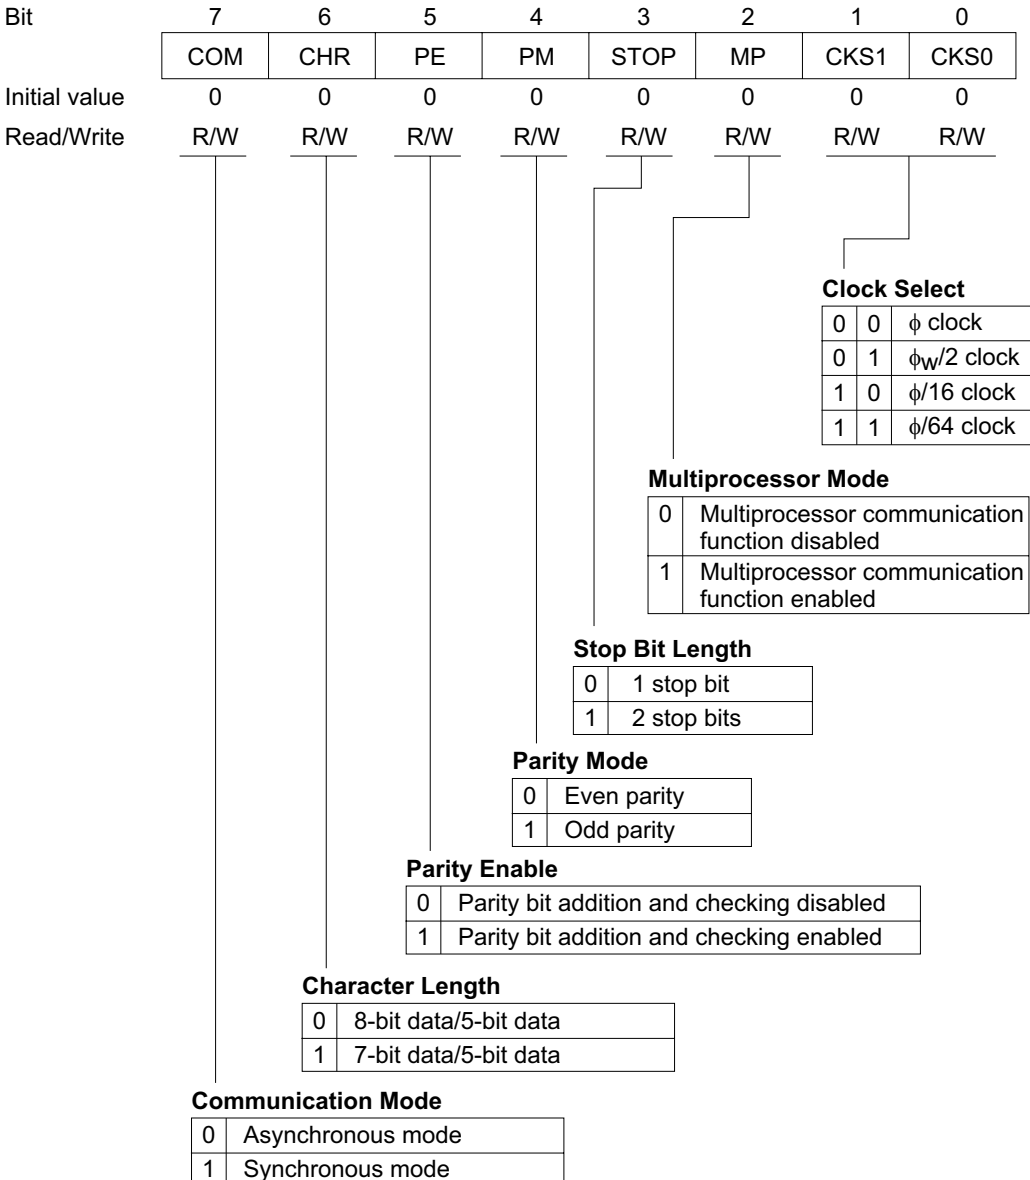 Bit 7 6 5 4 3 2 1 0
COM CHR PE PM STOP MP CKS1 CKS0
Initial value 0 0 0 0 0 0 0 0
Read/Write R/W R/W R/W R/W R/W R/W R/W R/W
Clock Select
0 0 ϕ clock
0 1 ϕW/2 clock
1 0 ϕ/16 clock
1 1 ϕ/64 clock
Multiprocessor Mode
0 Multiprocessor communication
function disabled
1 Multiprocessor communication
function enabled
Stop Bit Length
0 1 stop bit
1 2 stop bits
Parity Mode
0 Even parity
1 Odd parity
Parity Enable
0 Parity bit addition and checking disabled
1 Parity bit addition and checking enabled
Character Length
0 8-bit data/5-bit data
1 7-bit data/5-bit data
Communication Mode
0 Asynchronous mode
1 Synchronous mode